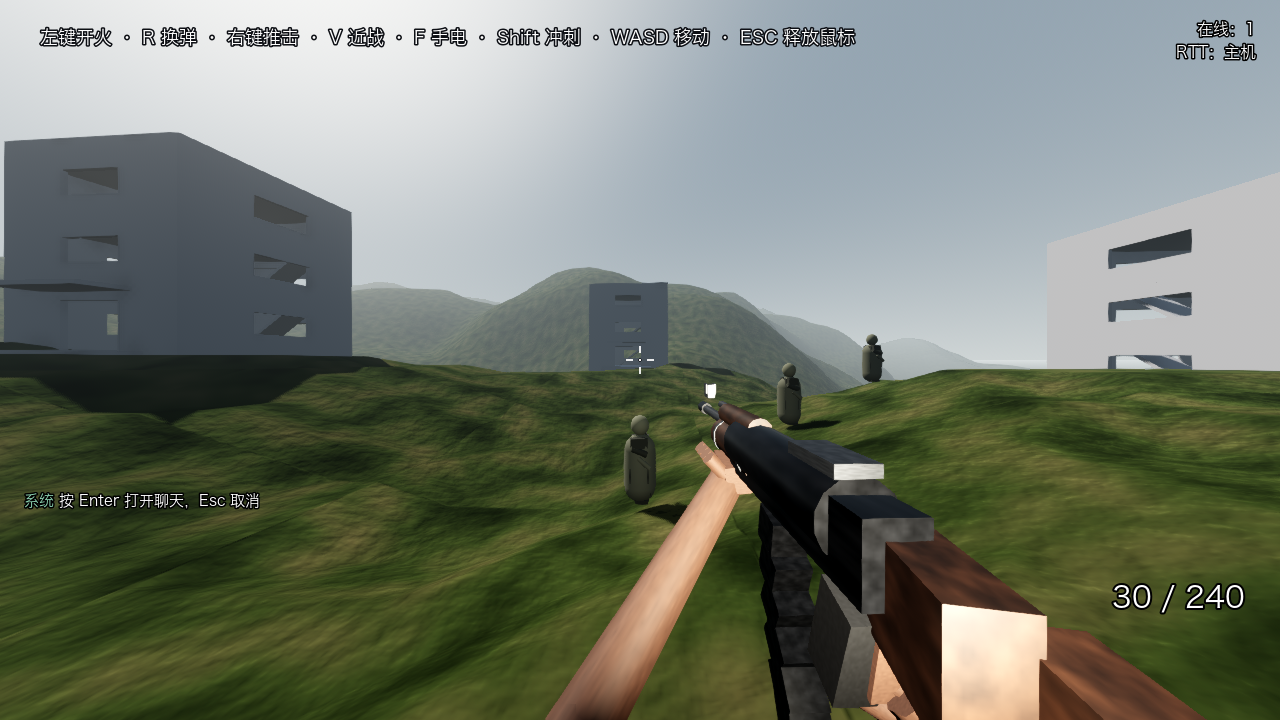 左键开火 · R 换弹 · 右键推击 · V 近战 · F 手电 · Shift 冲刺 · WASD 移动 · ESC 释放鼠标
在线: 1
RTT: 主机
系统 按 Enter 打开聊天, Esc 取消
30 / 240